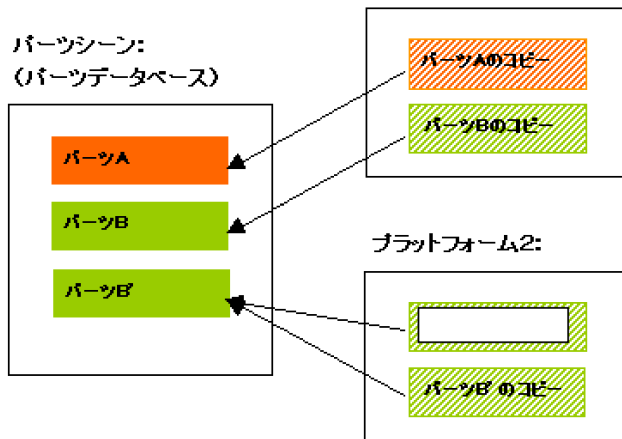 パーツシーン:
(パーツデータベース)
パーツA
パーツB
パーツB'
パーツAのコピー
パーツBのコピー
プラットフォーム2:
パーツB'のコピー